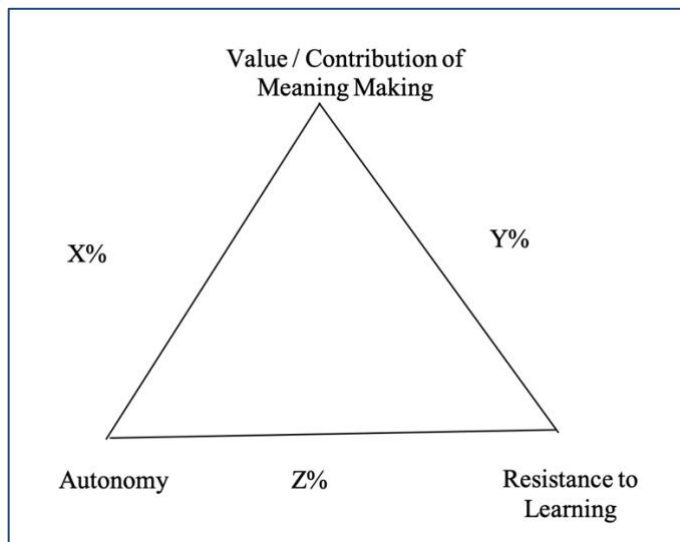 Value / Contribution of
Meaning Making
Y%
X%
Autonomy
Z%
Resistance to
Learning